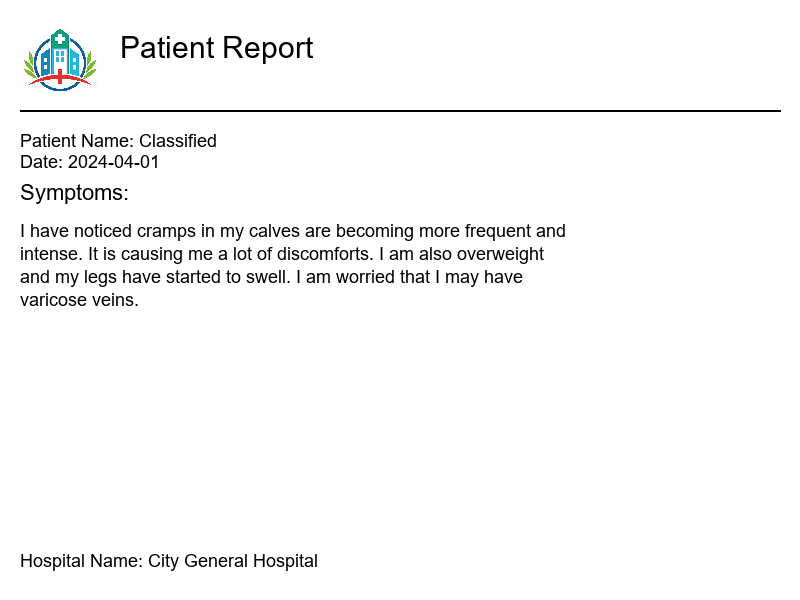 Patient Report
Patient Name: Classified
Date: 2024-04-01
Symptoms:
I have noticed cramps in my calves are becoming more frequent and
intense. It is causing me a lot of discomforts. I am also overweight
and my legs have started to swell. I am worried that I may have
varicose veins.
Hospital Name: City General Hospital